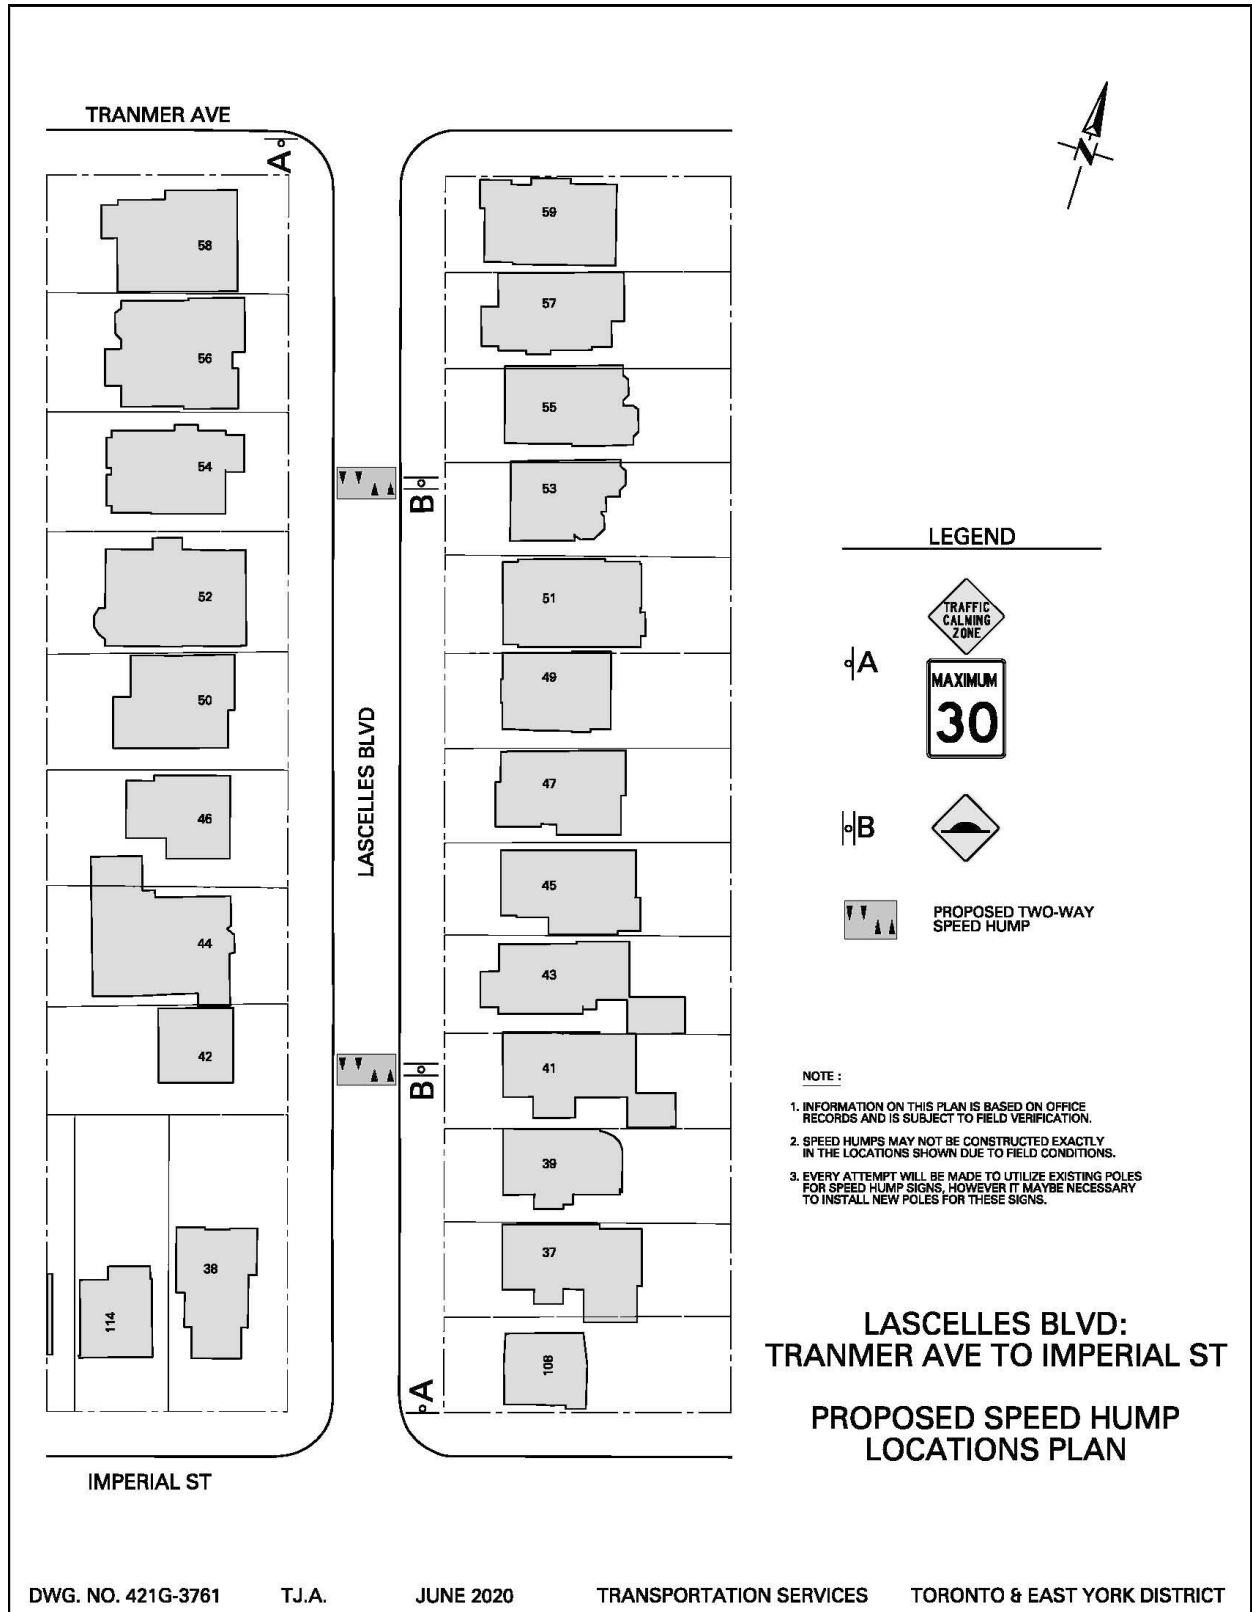 TRANMER AVE
A
N
58
59
57
56
55
54
53
B
52
51
50
49
LASCELLES BLVD
47
46
45
44
43
42
41
B
39
38
37
114
108
A
IMPERIAL ST
LEGEND
TRAFFIC
CALMING
ZONE
A
MAXIMUM
30
B
PROPOSED TWO-WAY
SPEED HUMP
NOTE :
1. INFORMATION ON THIS PLAN IS BASED ON OFFICE
RECORDS AND IS SUBJECT TO FIELD VERIFICATION.
2. SPEED HUMPS MAY NOT BE CONSTRUCTED EXACTLY
IN THE LOCATIONS SHOWN DUE TO FIELD CONDITIONS.
3. EVERY ATTEMPT WILL BE MADE TO UTILIZE EXISTING POLES
FOR SPEED HUMP SIGNS, HOWEVER IT MAYBE NECESSARY
TO INSTALL NEW POLES FOR THESE SIGNS.
LASCELLES BLVD:
TRANMER AVE TO IMPERIAL ST
PROPOSED SPEED HUMP
LOCATIONS PLAN
DWG. NO. 421G-3761 T.J.A. JUNE 2020 TRANSPORTATION SERVICES TORONTO & EAST YORK DISTRICT